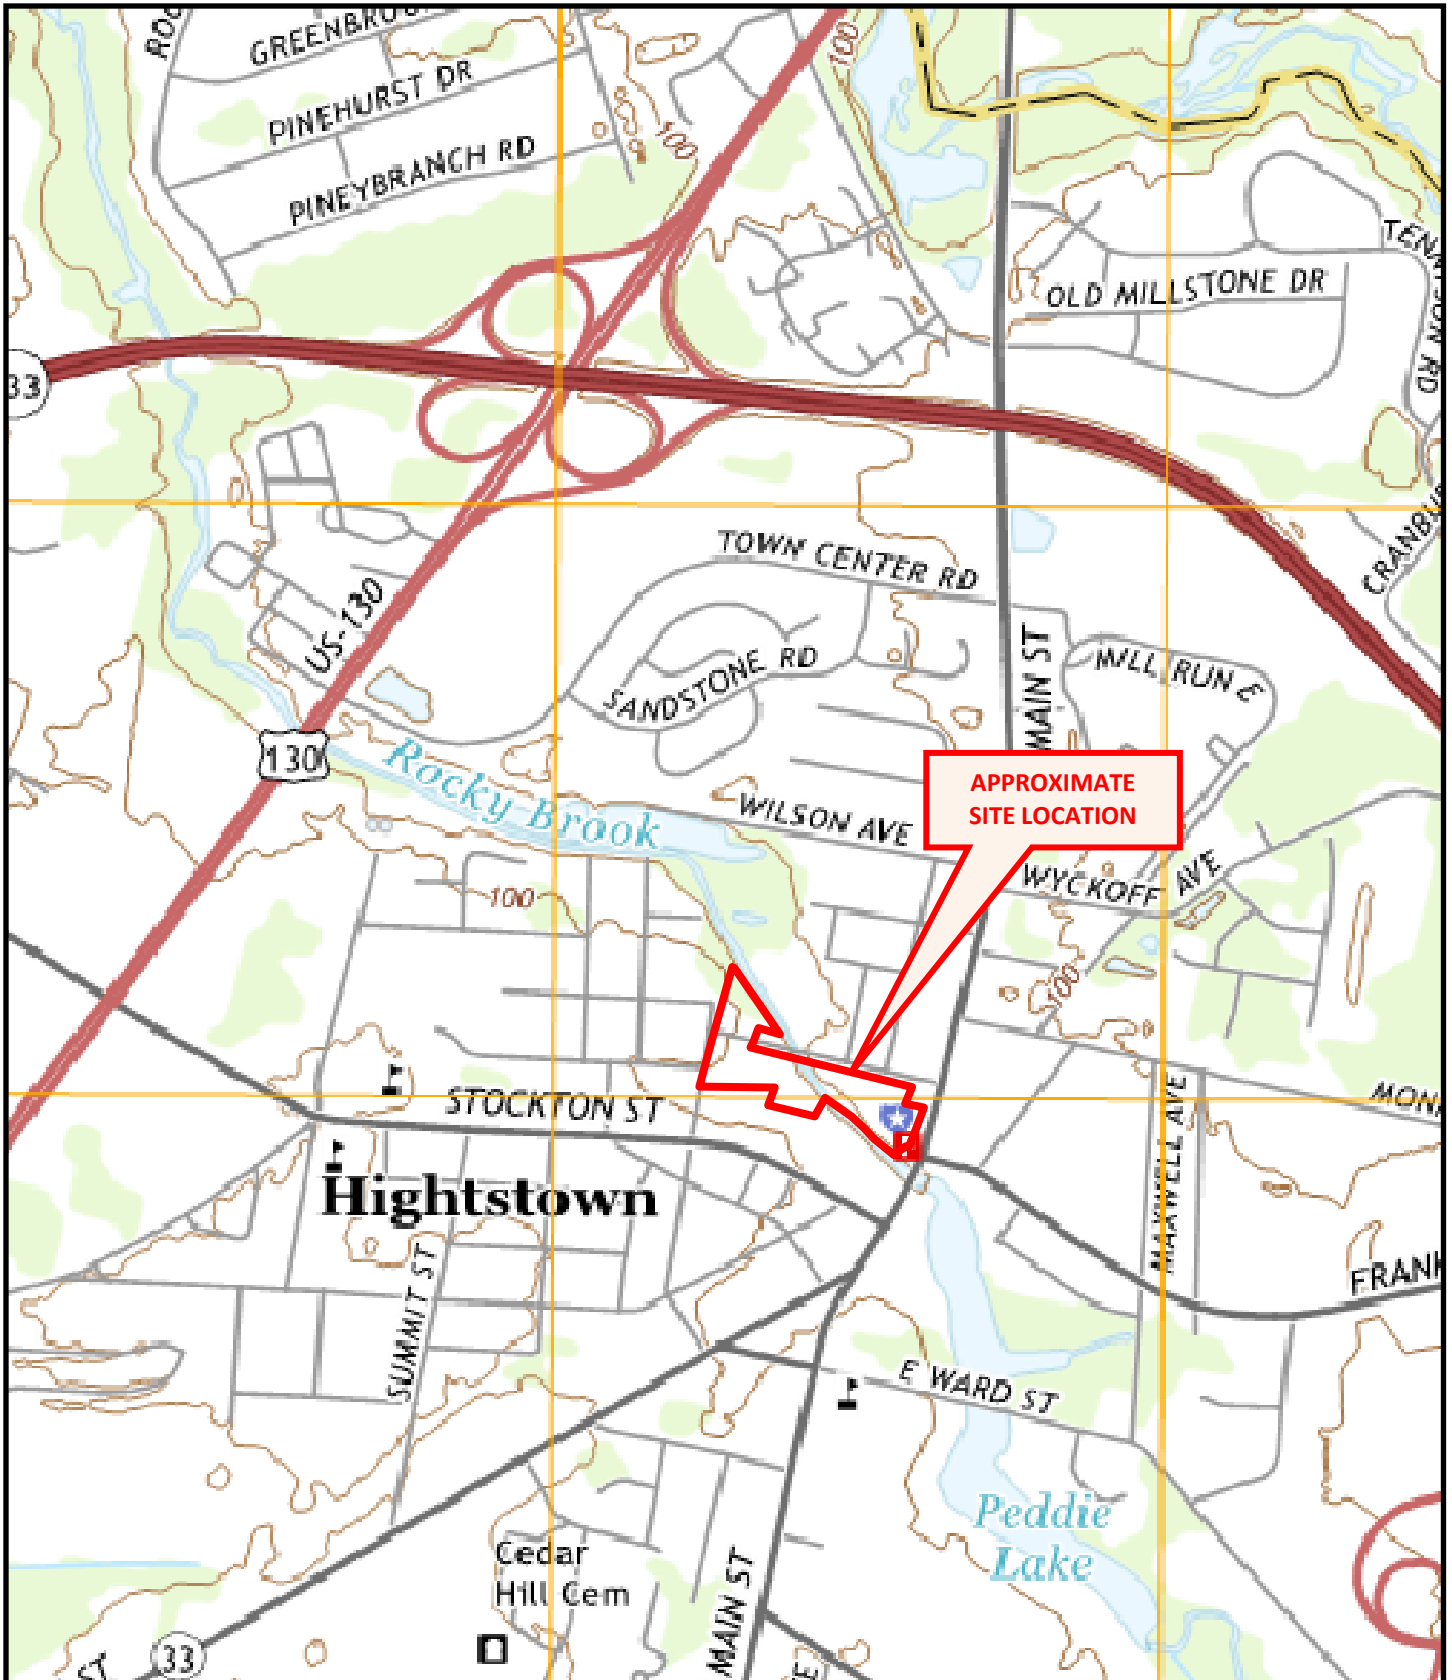 GREENBROOK
PINEHURST DR
PINEYBRANCH RD
100
100
OLD MILLSTONE DR
33
TOWN CENTER RD
US-130
SANDSTONE RD
MAIN ST
MILL RUN E
130
Rocky Brook
WILSON AVE
APPROXIMATE
SITE LOCATION
WYCKOFF AVE
100
100
STOCKTON ST
MAXWELL AVE
Hightstown
SUMMIT ST
E WARD ST
Peddie
Lake
Cedar
Hill Cem
MAIN ST
33
ST